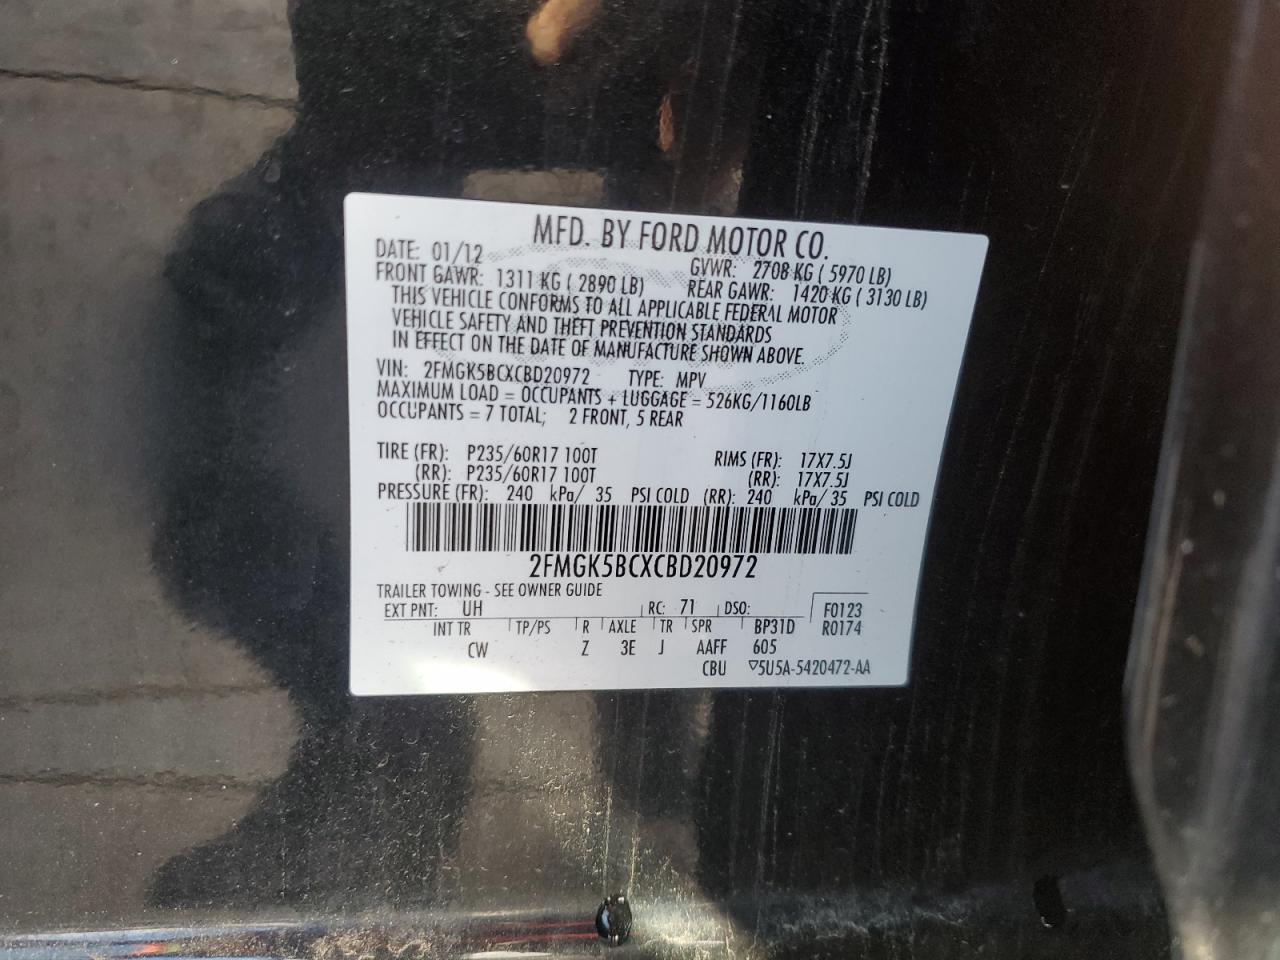 MFD. BY FORD MOTOR CO.
DATE: 01/12 GVWR: 2708 KG ( 5970 LB)
FRONT GAWR: 1311 KG ( 2890 LB) REAR GAWR: 1420 KG ( 3130 LB)
THIS VEHICLE CONFORMS TO ALL APPLICABLE FEDERAL MOTOR
VEHICLE SAFETY AND THEFT PREVENTION STANDARDS
IN EFFECT ON THE DATE OF MANUFACTURE SHOWN ABOVE.
VIN: 2FMGK5BCXCBD20972 TYPE: MPV
MAXIMUM LOAD = OCCUPANTS + LUGGAGE = 526KG/1160LB
OCCUPANTS = 7 TOTAL; 2 FRONT, 5 REAR
TIRE (FR): P235/60R17 100T RIMS (FR): 17X7.5J
(RR): P235/60R17 100T (RR): 17X7.5J
PRESSURE (FR): 240 kPa/ 35 PSI COLD (RR): 240 kPa/ 35 PSI COLD
2FMGK5BCXCBD20972
TRAILER TOWING - SEE OWNER GUIDE
EXT PNT: UH RC: 71 DSO: F0123
INT TR TP/PS R AXLE TR SPR BP31D R0174
CW Z 3E J AAFF 605
CBU ▽5U5A-5420472-AA